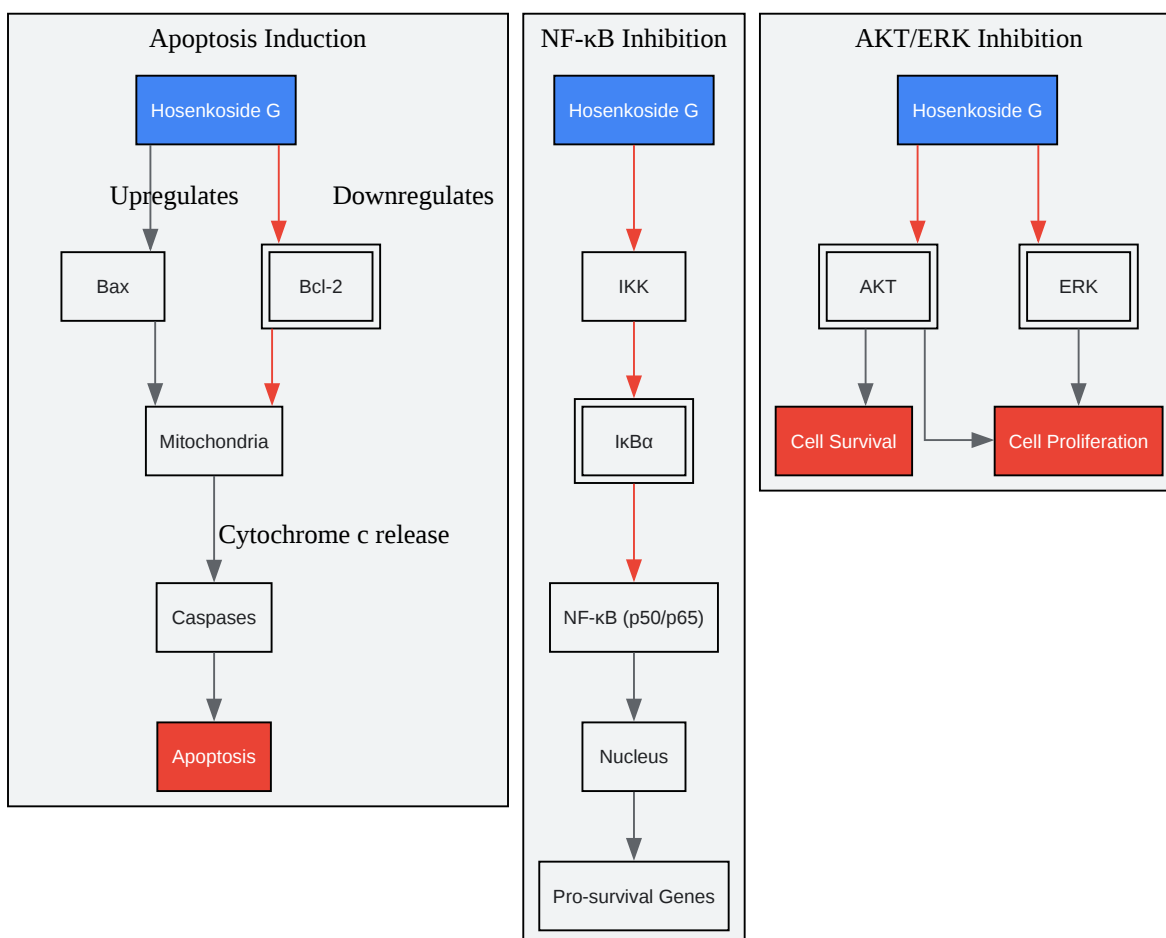 Apoptosis Induction
Hosenkoside G
Upregulates
Downregulates
Bax
Bcl-2
Mitochondria
Cytochrome c release
Caspases
Apoptosis
NF-κB Inhibition
Hosenkoside G
IKK
IκBα
NF-κB (p50/p65)
Nucleus
Pro-survival Genes
AKT/ERK Inhibition
Hosenkoside G
AKT
ERK
Cell Survival
Cell Proliferation